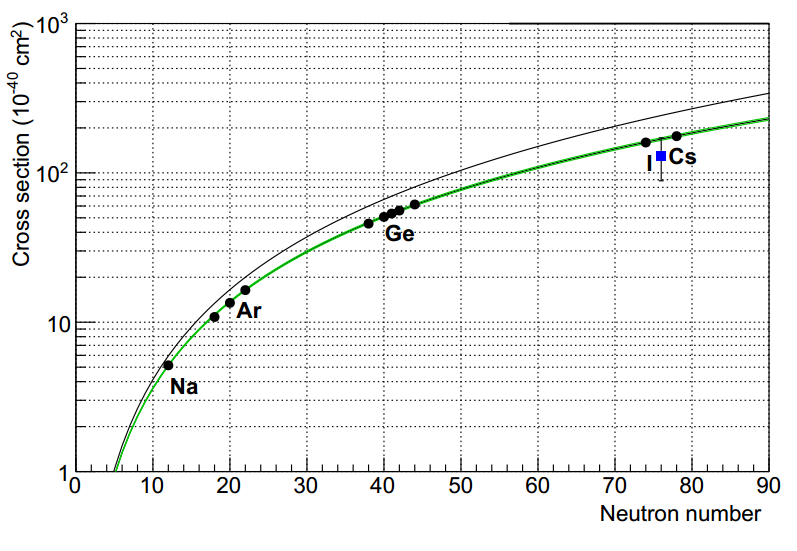 10³
Cross section (10⁻⁴⁰ cm²)
10²
I
Cs
Ge
10
Ar
Na
1
0 10 20 30 40 50 60 70 80 90
Neutron number